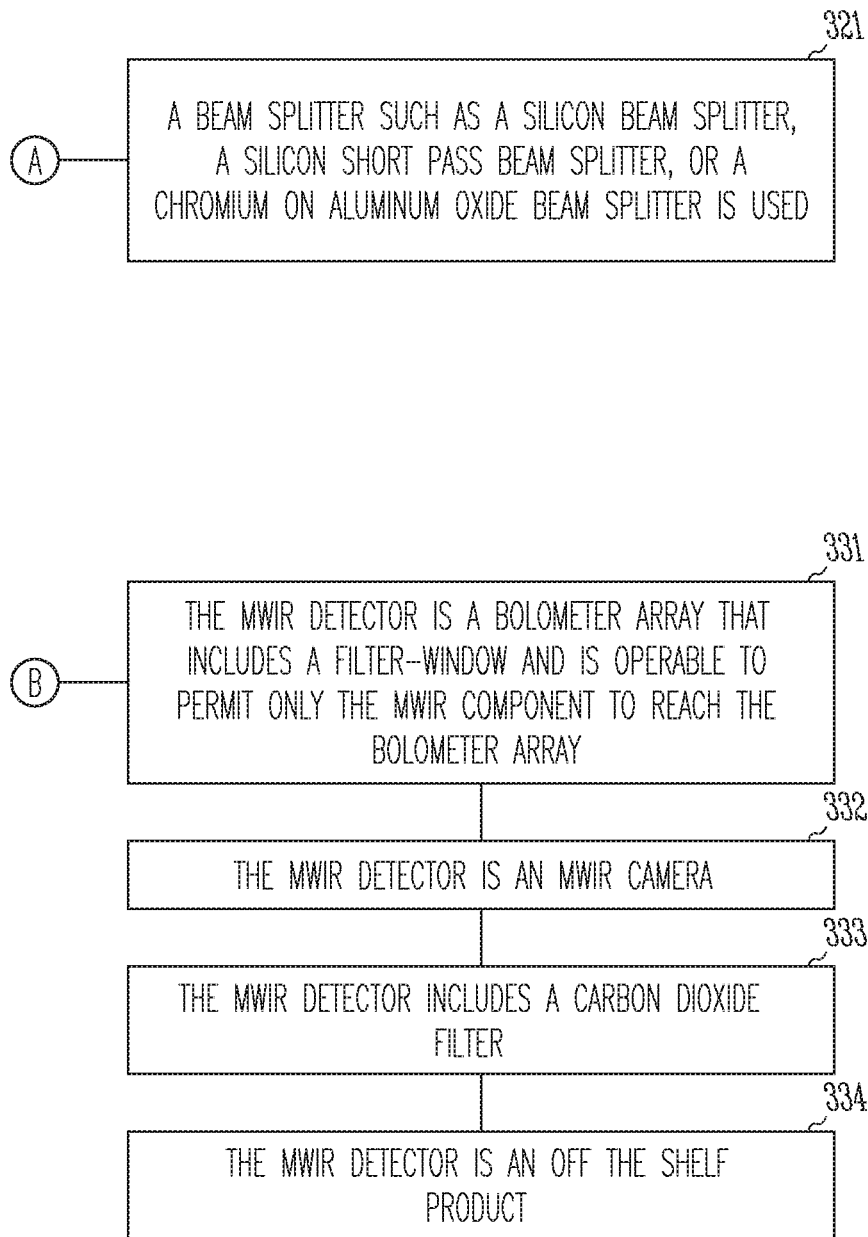 321
A BEAM SPLITTER SUCH AS A SILICON BEAM SPLITTER,
A SILICON SHORT PASS BEAM SPLITTER, OR A
CHROMIUM ON ALUMINUM OXIDE BEAM SPLITTER IS USED
A
331
THE MWIR DETECTOR IS A BOLOMETER ARRAY THAT
INCLUDES A FILTER--WINDOW AND IS OPERABLE TO
PERMIT ONLY THE MWIR COMPONENT TO REACH THE
BOLOMETER ARRAY
B
332
THE MWIR DETECTOR IS AN MWIR CAMERA
333
THE MWIR DETECTOR INCLUDES A CARBON DIOXIDE
FILTER
334
THE MWIR DETECTOR IS AN OFF THE SHELF
PRODUCT